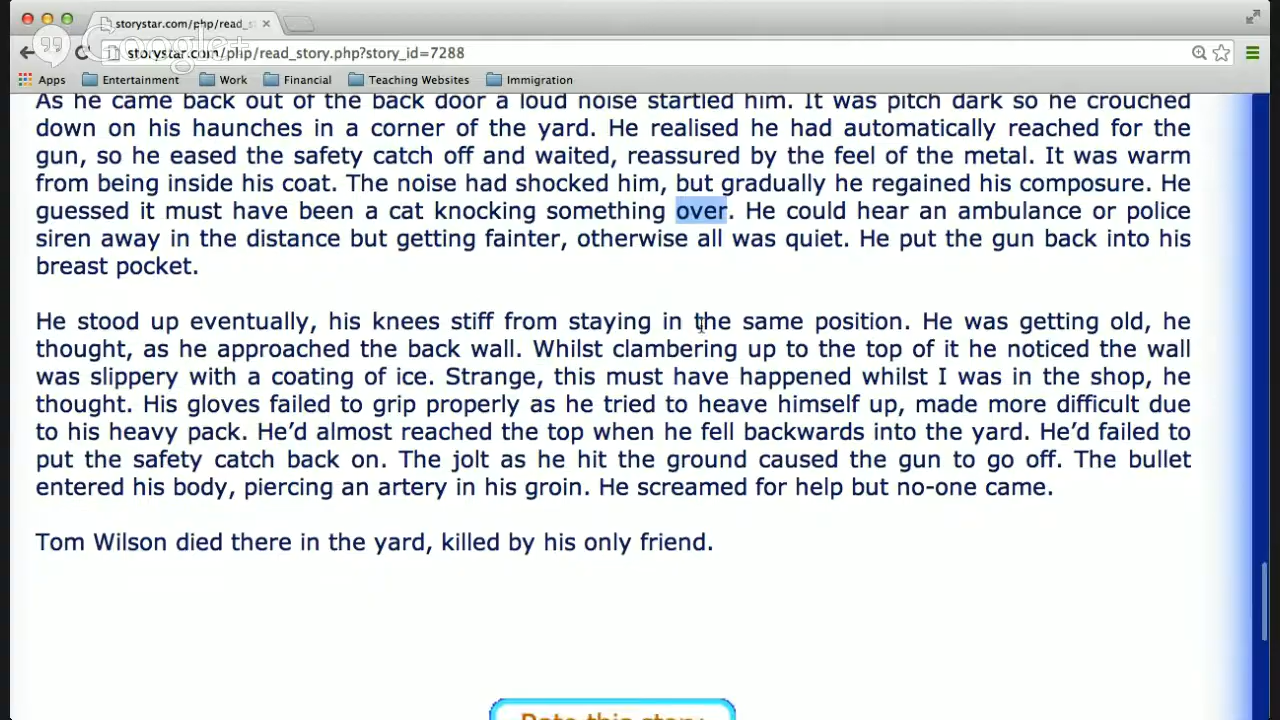 storystar.com/php/read_s
Google+
storystar.com/php/read_story.php?story_id=7288
Apps Entertainment Work Financial Teaching Websites Immigration
As he came back out of the back door a loud noise startled him. It was pitch dark so he crouched
down on his haunches in a corner of the yard. He realised he had automatically reached for the
gun, so he eased the safety catch off and waited, reassured by the feel of the metal. It was warm
from being inside his coat. The noise had shocked him, but gradually he regained his composure. He
guessed it must have been a cat knocking something over. He could hear an ambulance or police
siren away in the distance but getting fainter, otherwise all was quiet. He put the gun back into his
breast pocket.
He stood up eventually, his knees stiff from staying in the same position. He was getting old, he
thought, as he approached the back wall. Whilst clambering up to the top of it he noticed the wall
was slippery with a coating of ice. Strange, this must have happened whilst I was in the shop, he
thought. His gloves failed to grip properly as he tried to heave himself up, made more difficult due
to his heavy pack. He’d almost reached the top when he fell backwards into the yard. He’d failed to
put the safety catch back on. The jolt as he hit the ground caused the gun to go off. The bullet
entered his body, piercing an artery in his groin. He screamed for help but no-one came.
Tom Wilson died there in the yard, killed by his only friend.
Rate this story